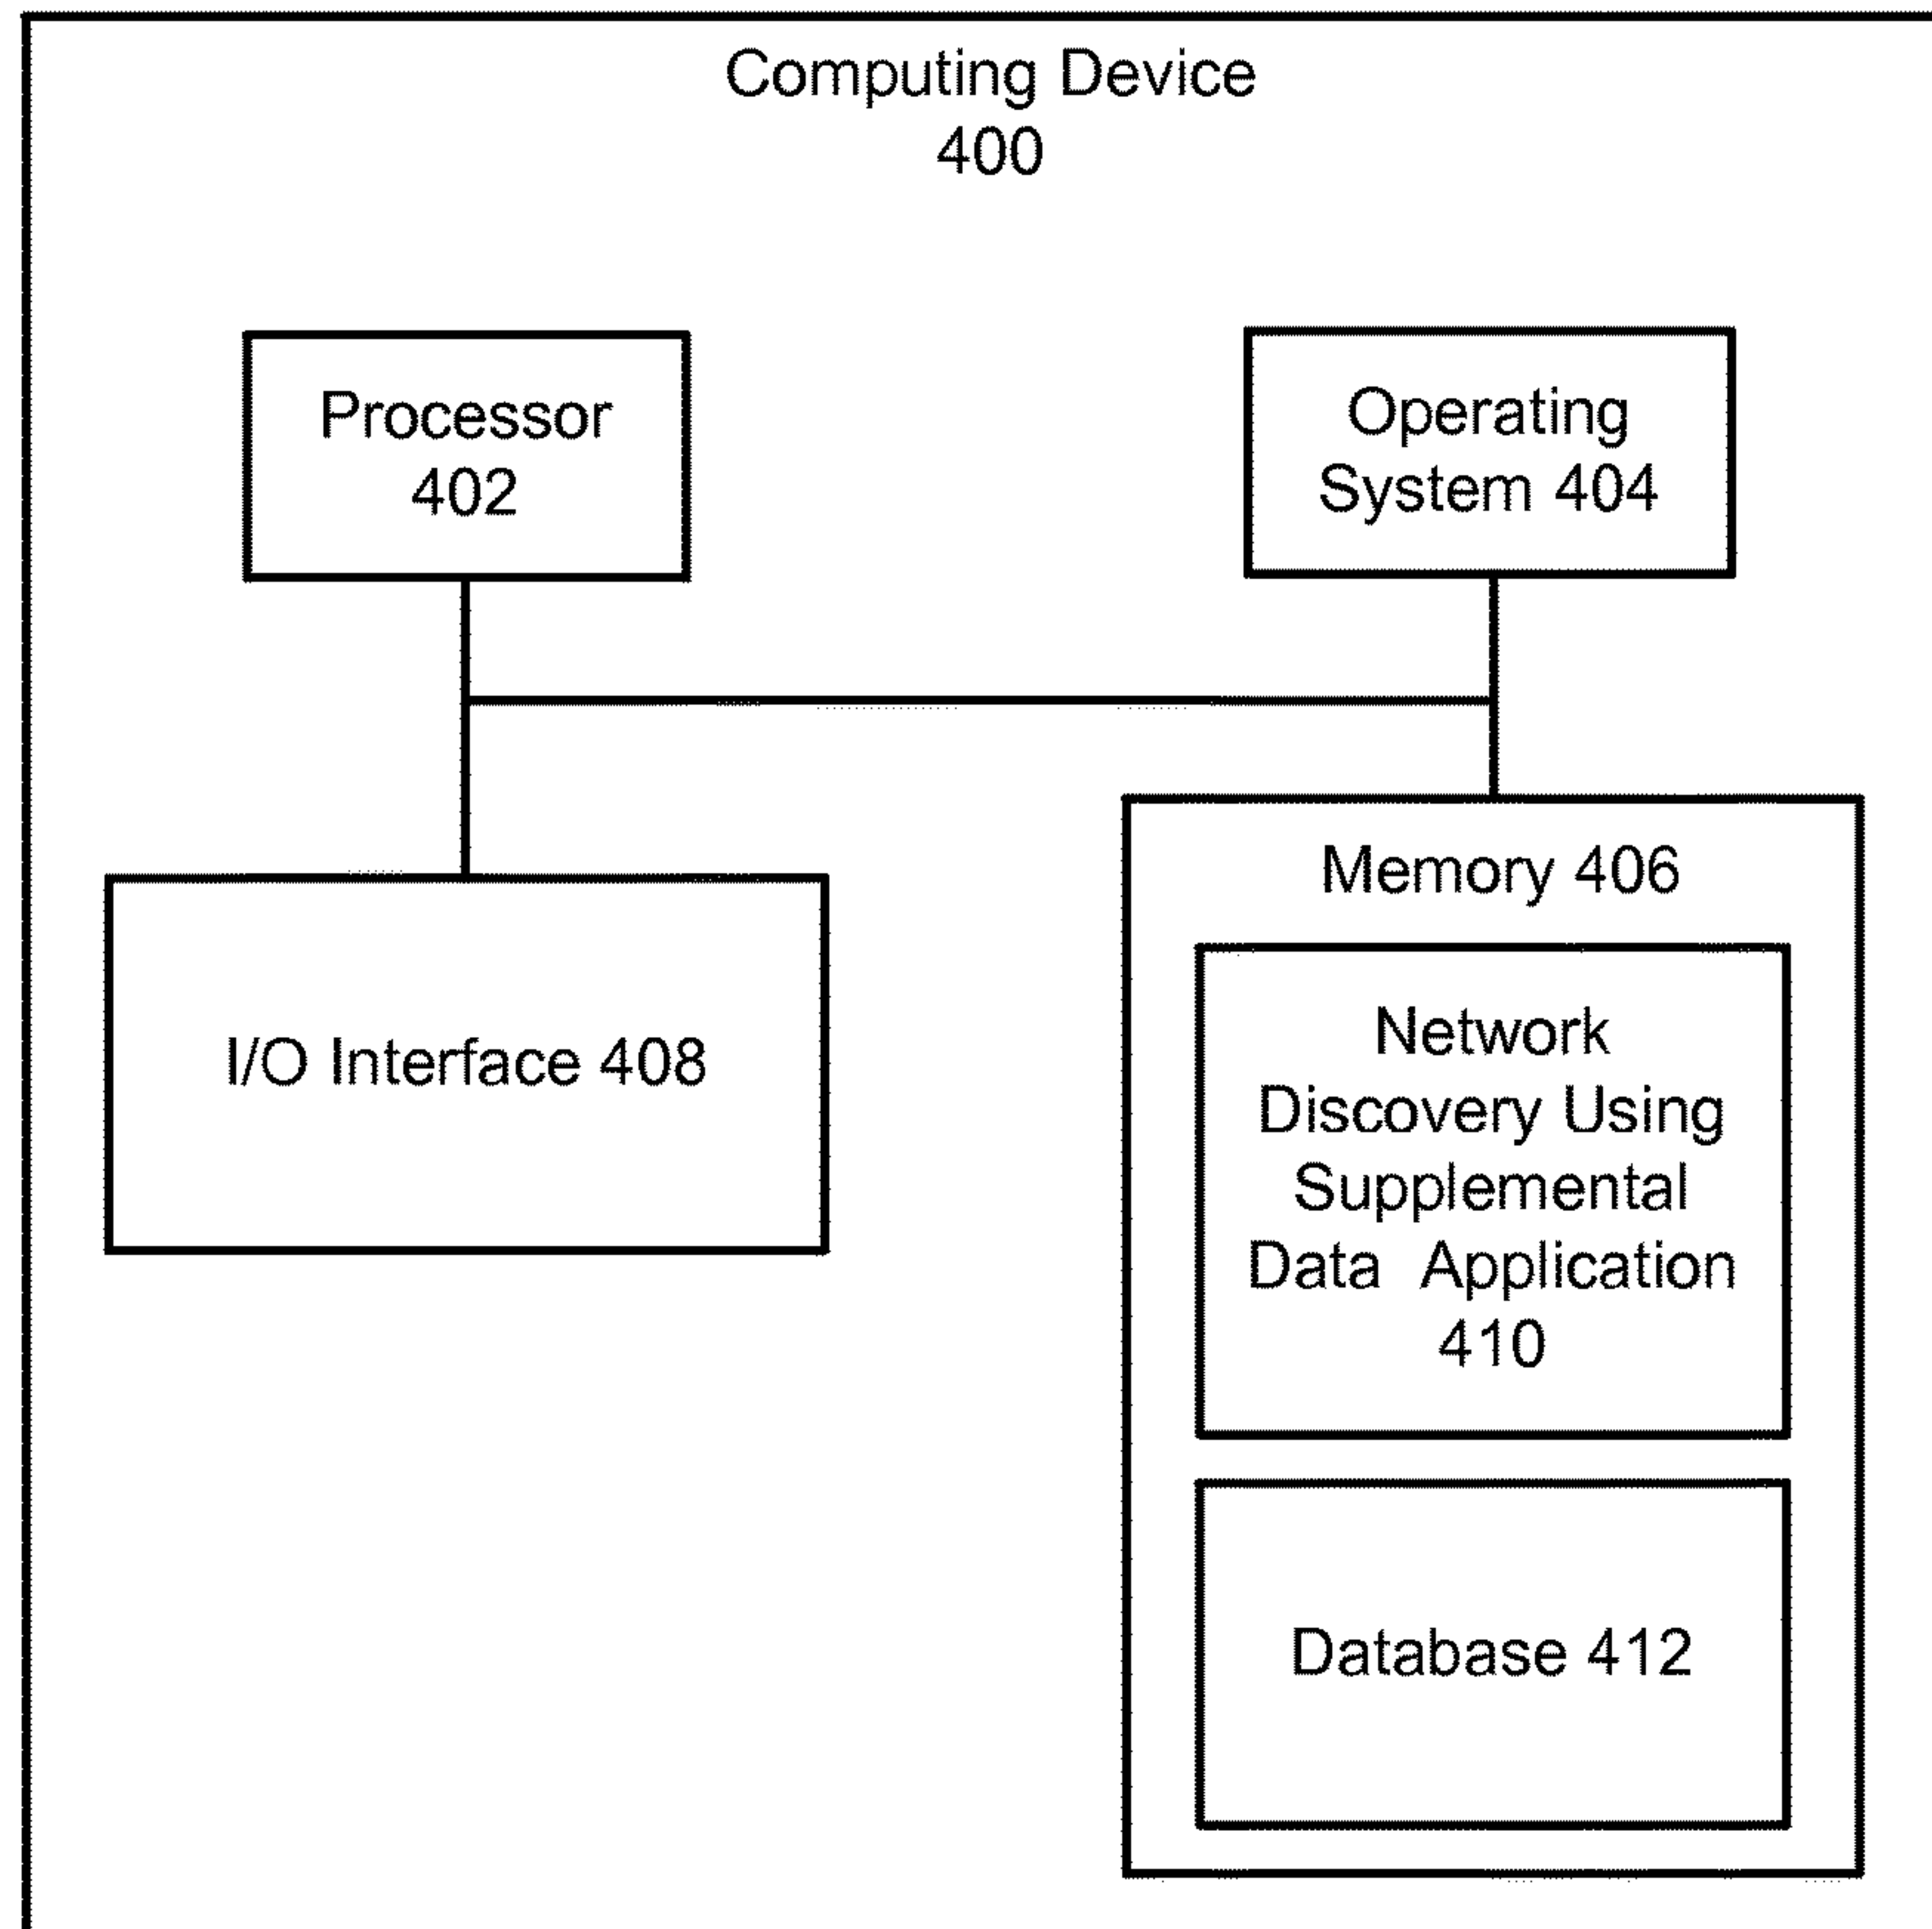 Computing Device
400
Processor
402
Operating
System 404
I/O Interface 408
Memory 406
Network
Discovery Using
Supplemental
Data Application
410
Database 412